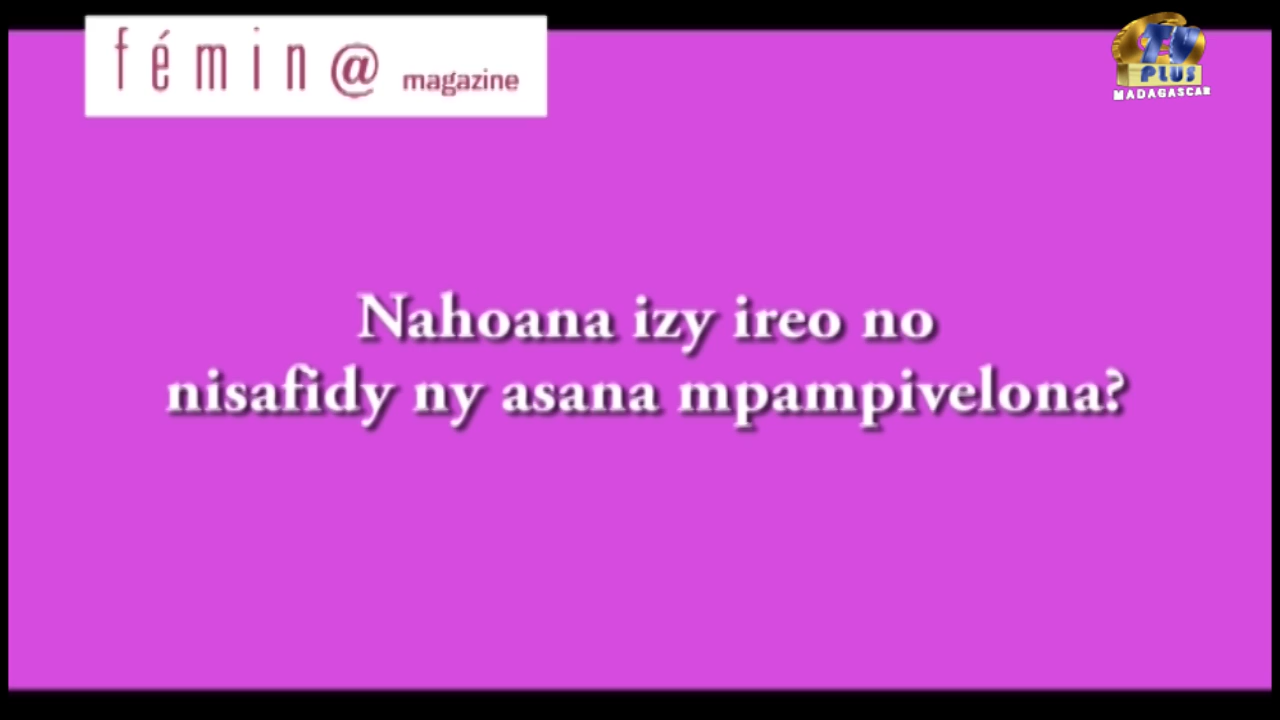 fémin@ magazine
TV
PLUS
MADAGASCAR
Nahoana izy ireo no
nisafidy ny asana mpampivelona?